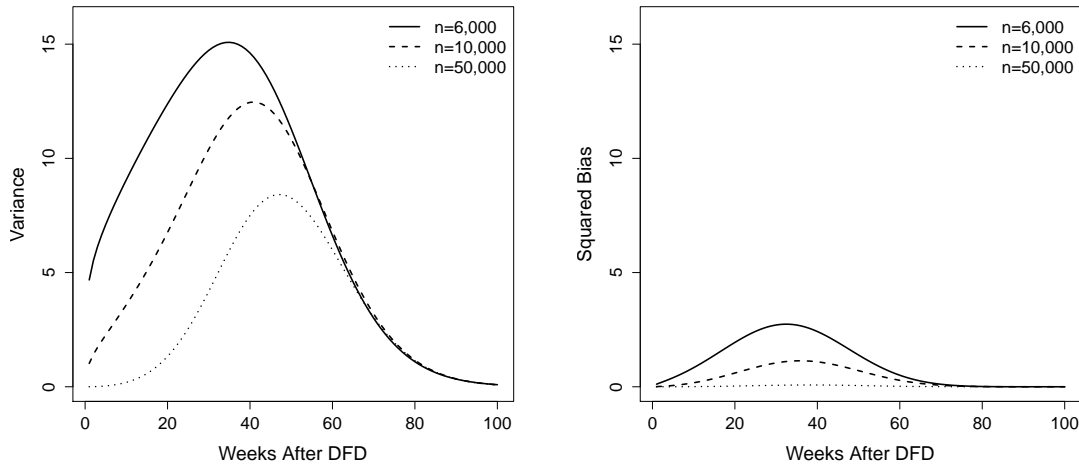 Variance
15
10
5
0
n=6,000
n=10,000
n=50,000
0 20 40 60 80 100
Weeks After DFD
Squared Bias
15
10
5
0
n=6,000
n=10,000
n=50,000
0 20 40 60 80 100
Weeks After DFD